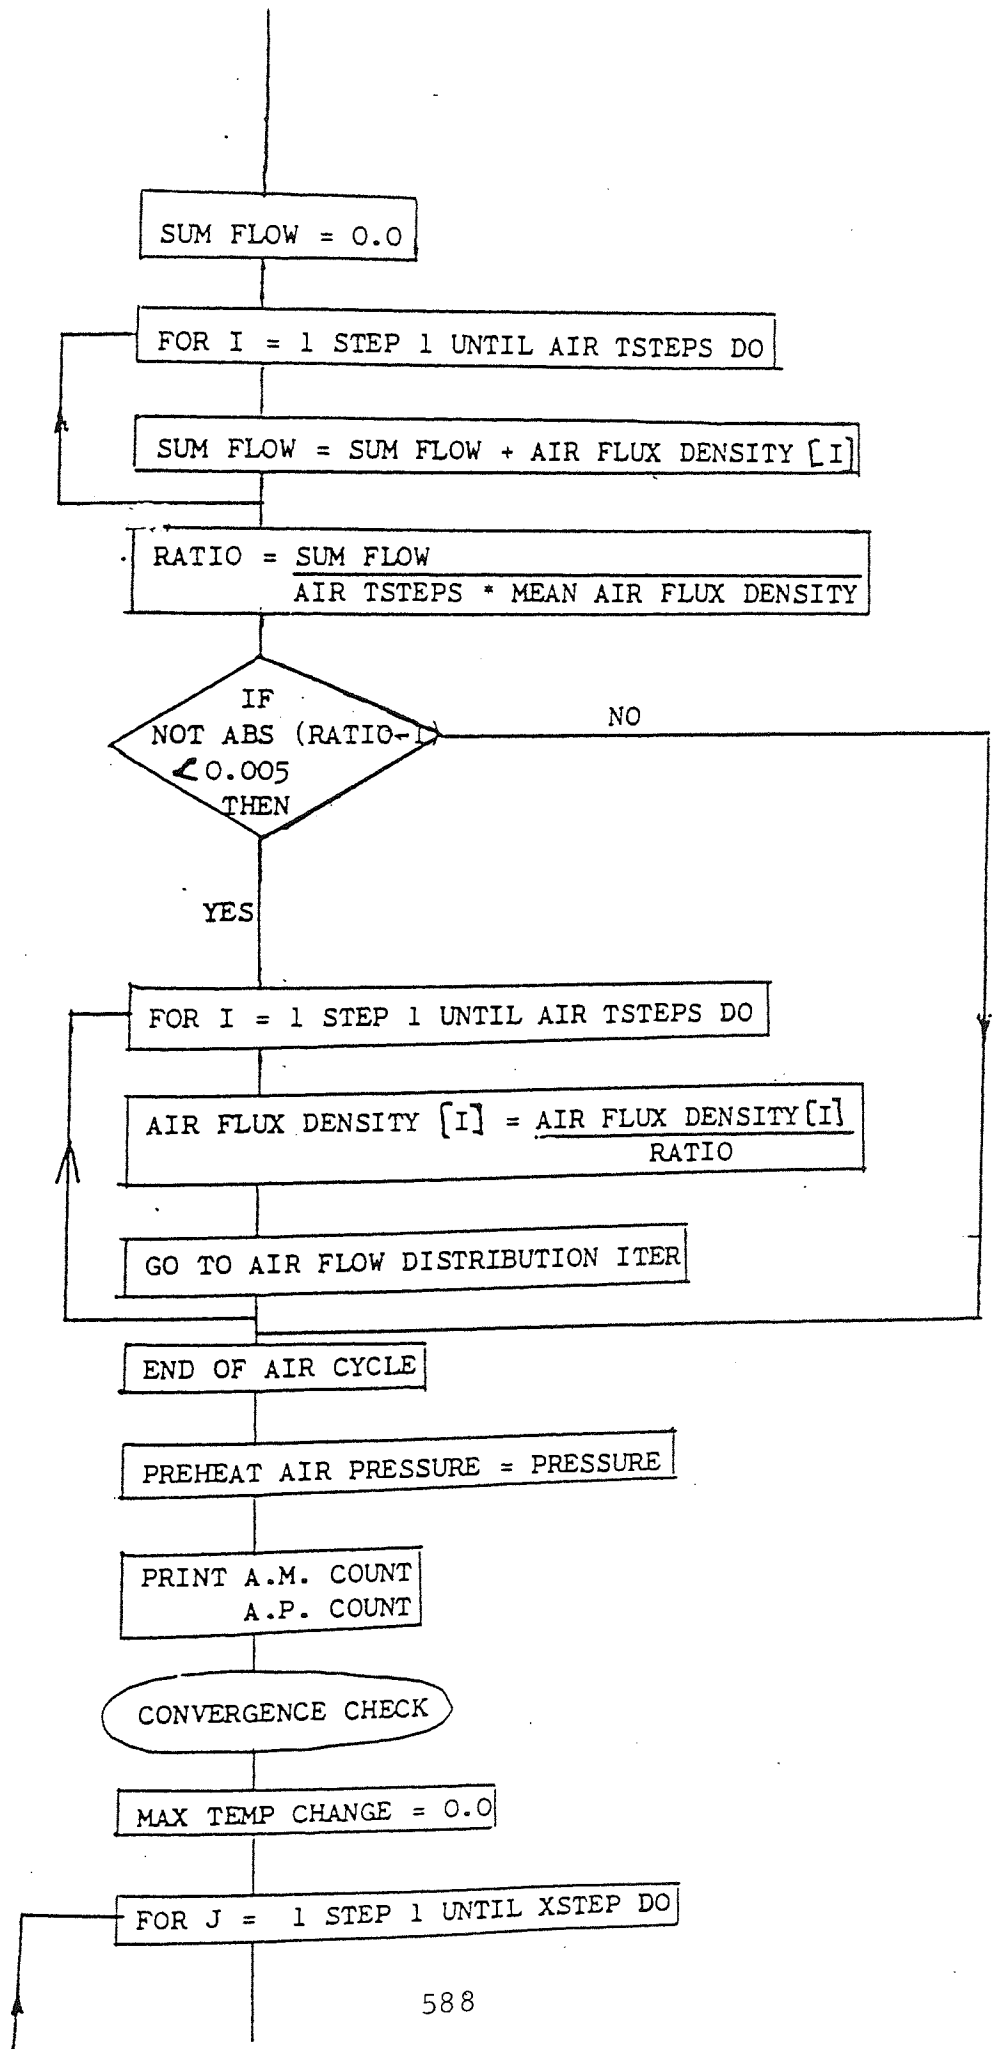 SUM FLOW = 0.0
FOR I = 1 STEP 1 UNTIL AIR TSTEPS DO
SUM FLOW = SUM FLOW + AIR FLUX DENSITY [I]
RATIO = SUM FLOW
AIR TSTEPS * MEAN AIR FLUX DENSITY
IF
NOT ABS (RATIO-1)
<0.005
THEN
NO
YES
FOR I = 1 STEP 1 UNTIL AIR TSTEPS DO
AIR FLUX DENSITY [I] = AIR FLUX DENSITY[I]
RATIO
GO TO AIR FLOW DISTRIBUTION ITER
END OF AIR CYCLE
PREHEAT AIR PRESSURE = PRESSURE
PRINT A.M. COUNT
A.P. COUNT
CONVERGENCE CHECK
MAX TEMP CHANGE = 0.0
FOR J = 1 STEP 1 UNTIL XSTEP DO
588